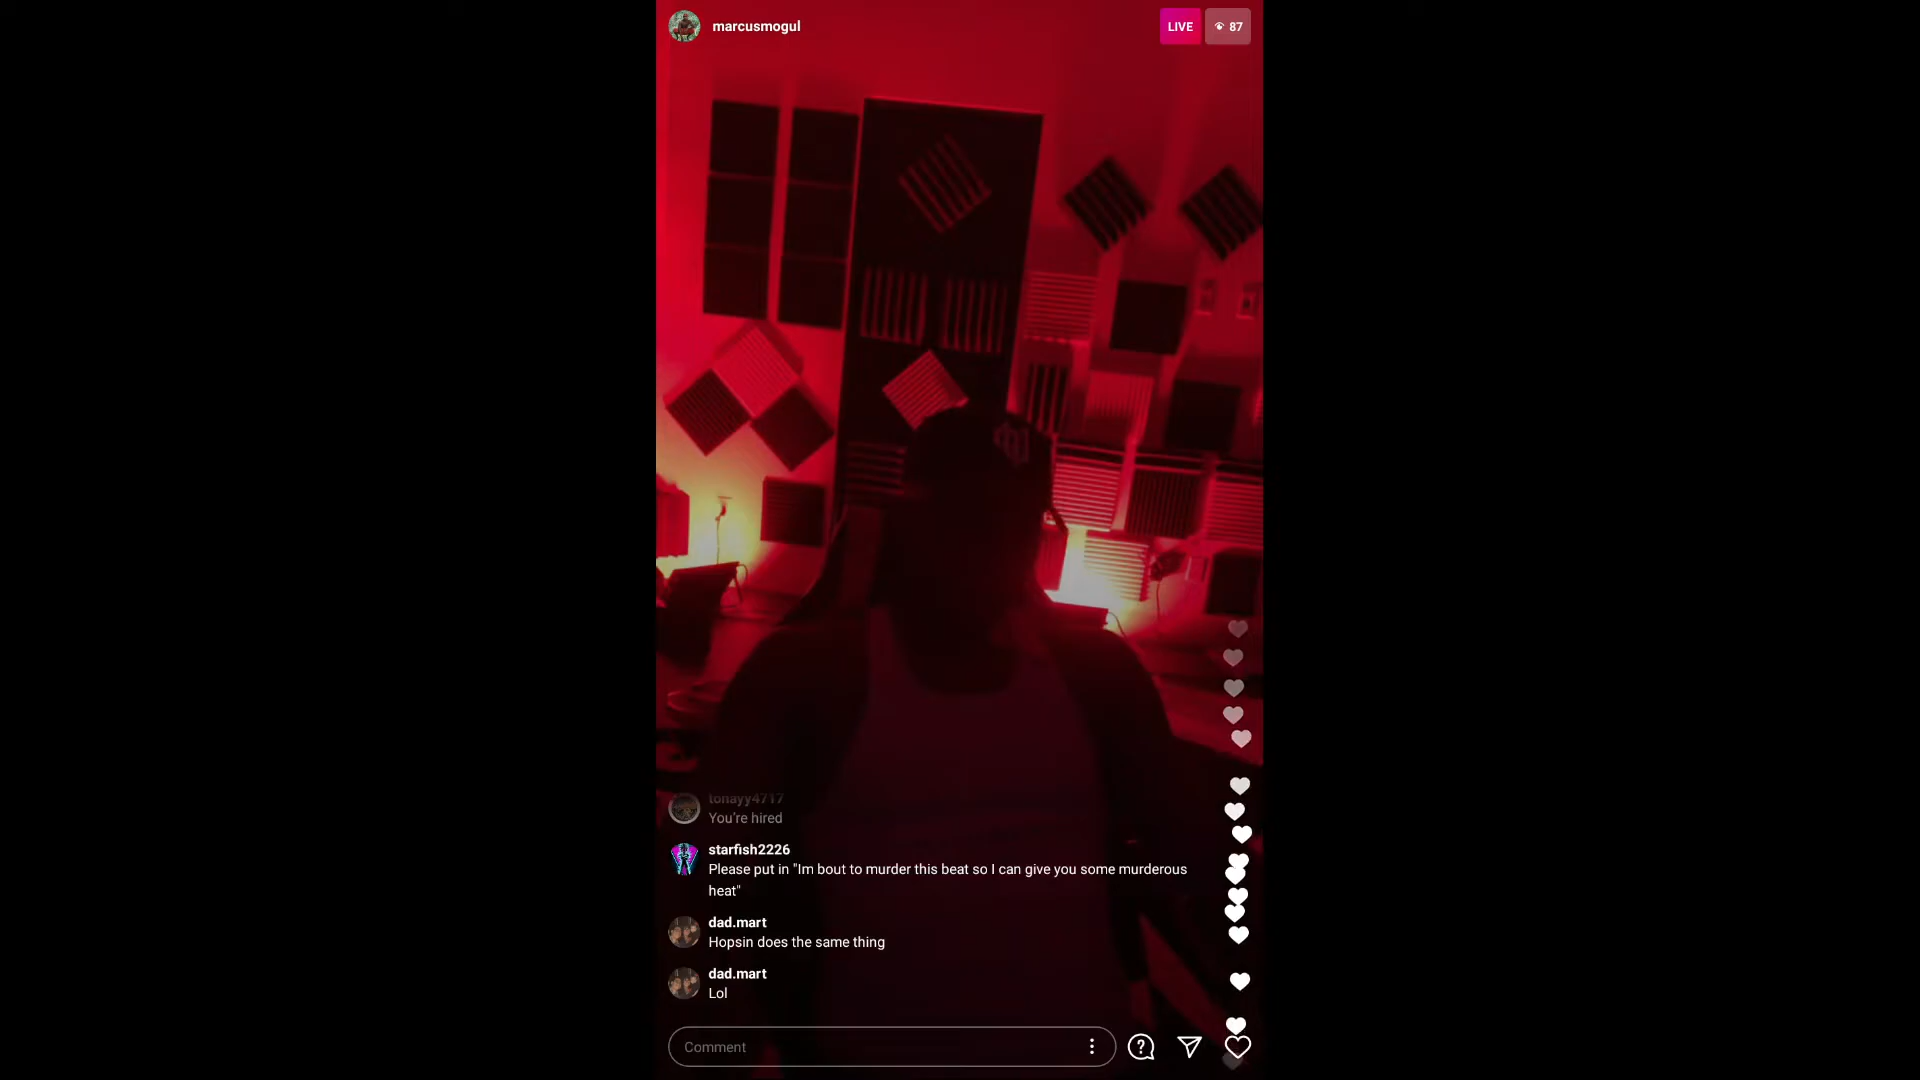 marcusmogul
LIVE
87
tonayy4717
You're hired
starfish2226
Please put in "Im bout to murder this beat so I can give you some murderous
heat"
dad.mart
Hopsin does the same thing
dad.mart
Lol
Comment